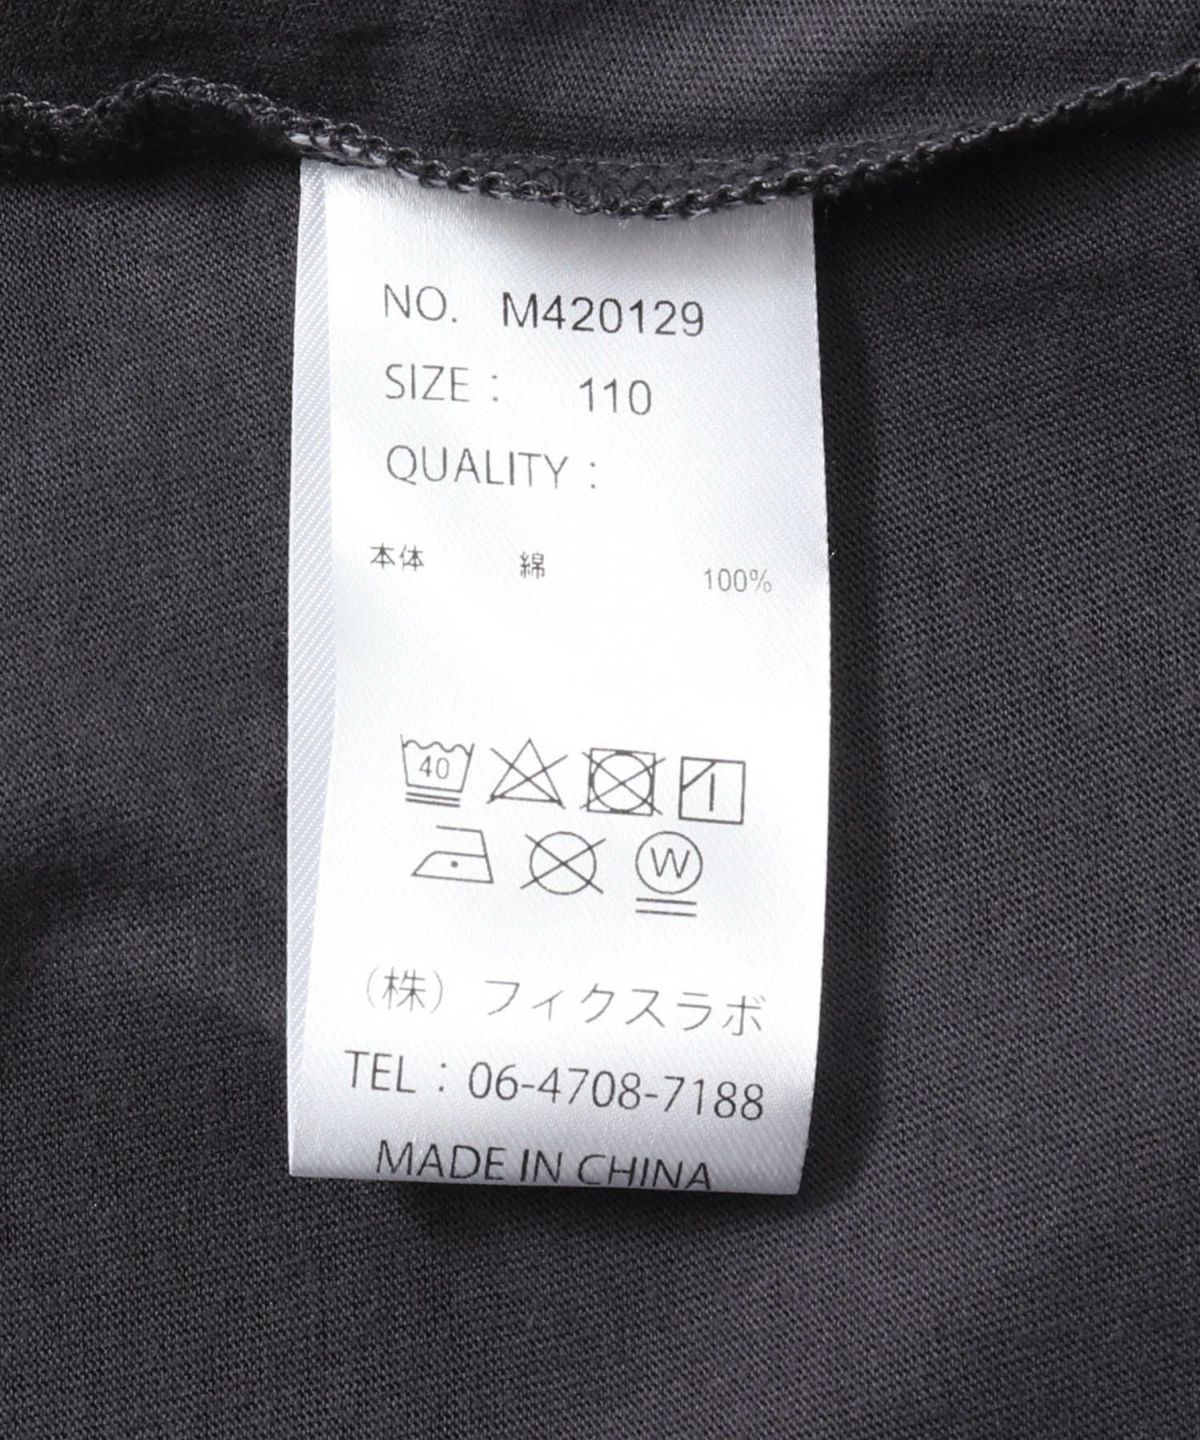 NO. M420129
SIZE : 110
QUALITY :
本体 綿 100%
40
W
(株) フィクスラボ
TEL : 06-4708-7188
MADE IN CHINA